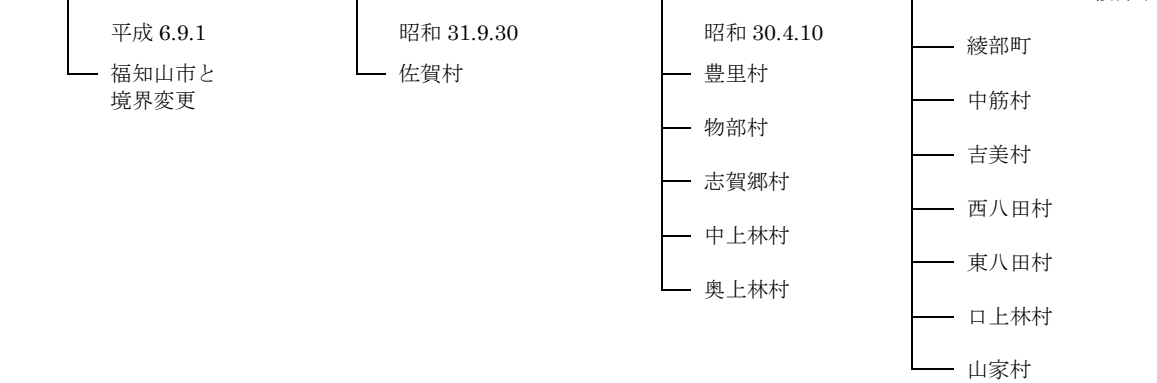 平成 6.9.1
福知山市と
境界変更
昭和 31.9.30
佐賀村
昭和 30.4.10
豊里村
物部村
志賀郷村
中上林村
奥上林村
綾部町
中筋村
吉美村
西八田村
東八田村
口上林村
山家村